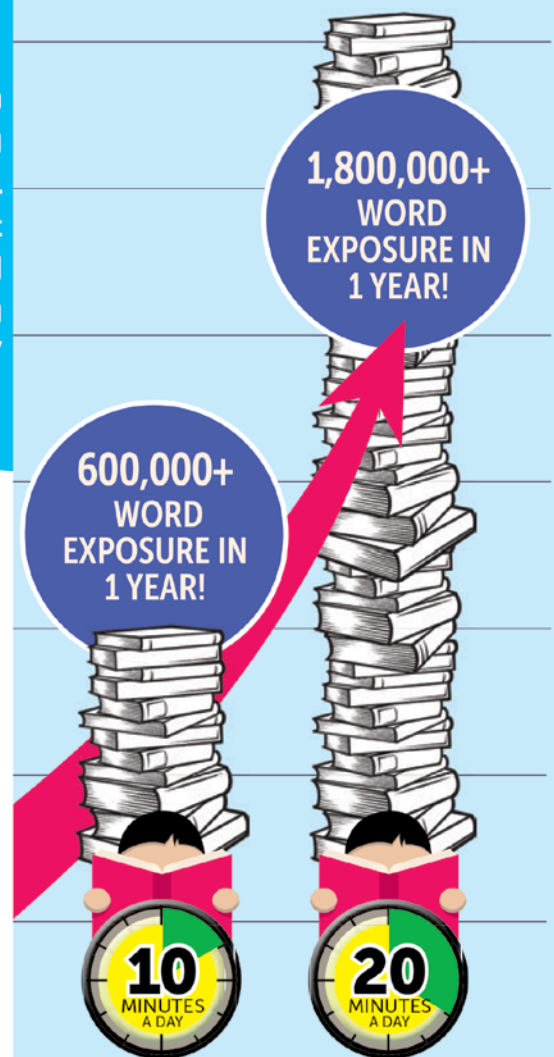 1,800,000+
WORD
EXPOSURE IN
1 YEAR!
600,000+
WORD
EXPOSURE IN
1 YEAR!
10
MINUTES
A DAY
20
MINUTES
A DAY